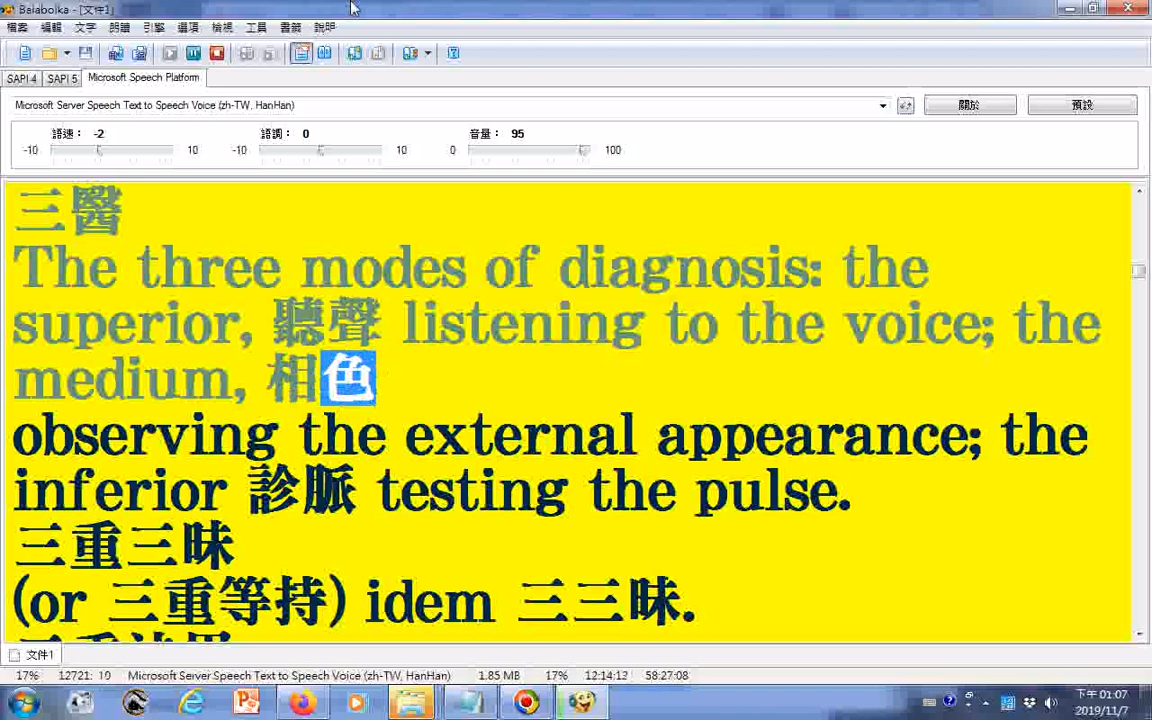 Balabolka - [文件1]
檔案 編輯 文字 朗讀 引擎 選項 檢視 工具 書籤 說明
SAPI 4 SAPI 5 Microsoft Speech Platform
Microsoft Server Speech Text to Speech Voice (zh-TW, HanHan) 關於 預設
語速： -2 語調： 0 音量： 95
-10 10 -10 10 0 100
三醫
The three modes of diagnosis: the
superior, 聽聲 listening to the voice; the
medium, 相色
observing the external appearance; the
inferior 診脈 testing the pulse.
三重三昧
(or 三重等持) idem 三三昧.
文件1
17% 12721: 10 Microsoft Server Speech Text to Speech Voice (zh-TW, HanHan) 1.85 MB 17% 12:14:12 58:27:08
下午 01:07
2019/11/7